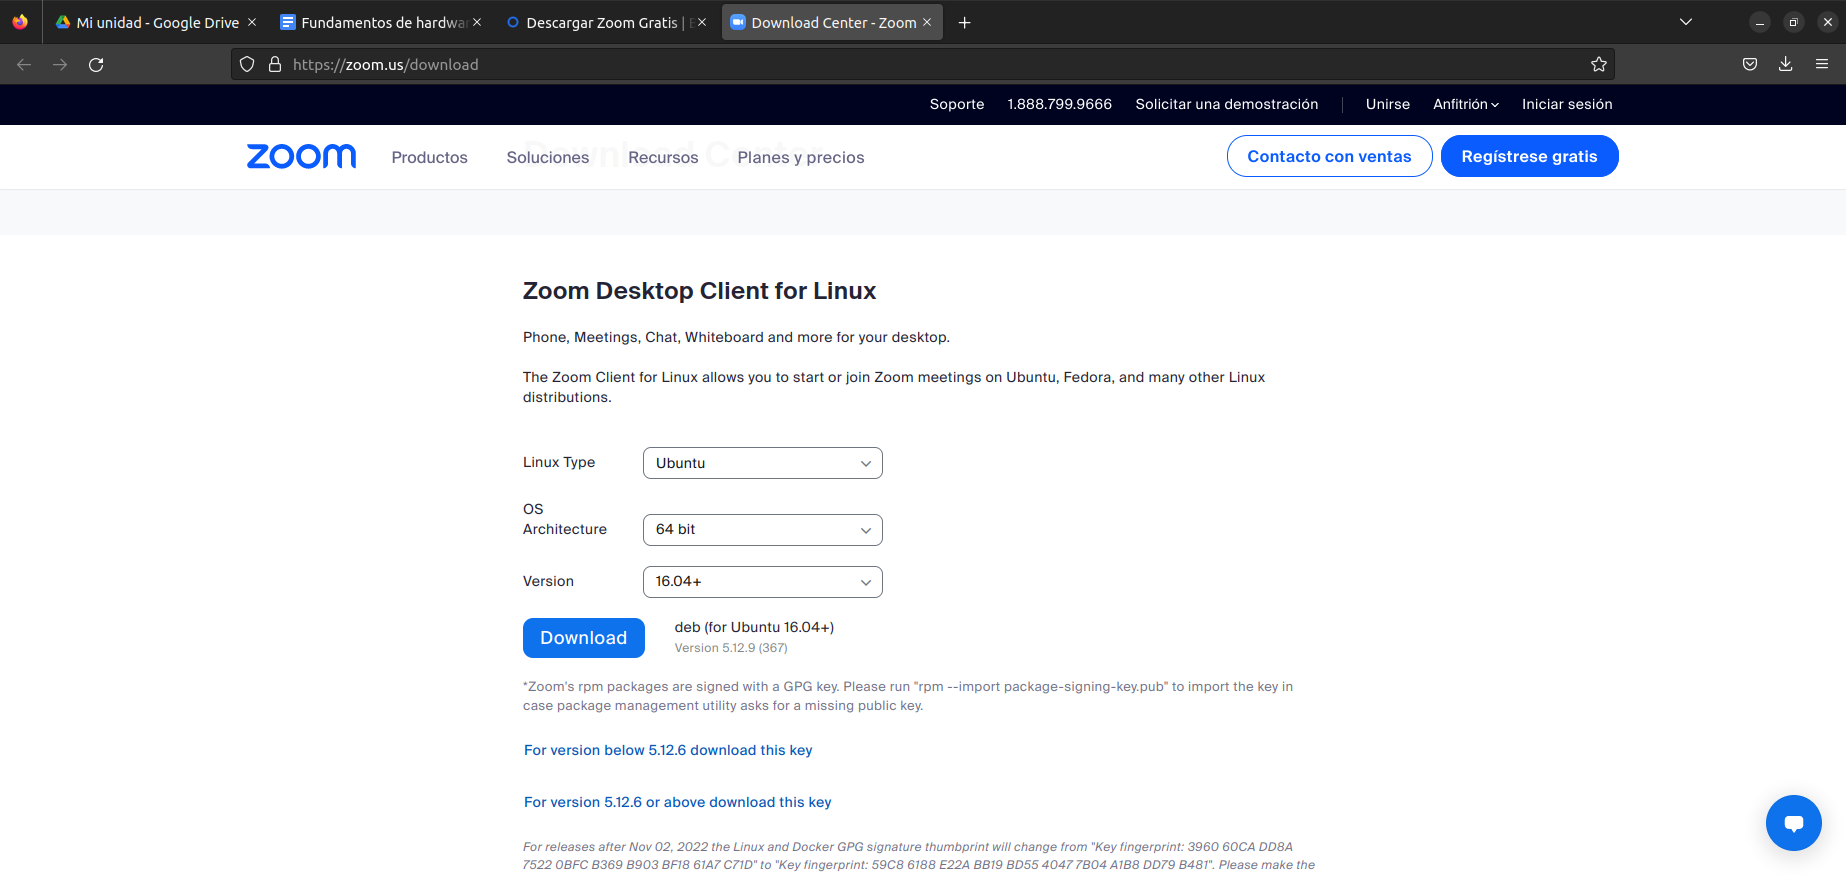 Mi unidad - Google Drive
Fundamentos de hardwar
Descargar Zoom Gratis | E
Download Center - Zoom
https://zoom.us/download
Soporte 1.888.799.9666 Solicitar una demostración Unirse Anfitrión Iniciar sesión
Download Center
zoom Productos Soluciones Recursos Planes y precios Contacto con ventas Regístrese gratis
Zoom Desktop Client for Linux
Phone, Meetings, Chat, Whiteboard and more for your desktop.
The Zoom Client for Linux allows you to start or join Zoom meetings on Ubuntu, Fedora, and many other Linux
distributions.
Linux Type Ubuntu
OS
Architecture 64 bit
Version 16.04+
Download deb (for Ubuntu 16.04+)
Version 5.12.9 (367)
*Zoom's rpm packages are signed with a GPG key. Please run "rpm --import package-signing-key.pub" to import the key in
case package management utility asks for a missing public key.
For version below 5.12.6 download this key
For version 5.12.6 or above download this key
For releases after Nov 02, 2022 the Linux and Docker GPG signature thumbprint will change from "Key fingerprint: 3960 60CA DD8A
7522 0BFC B369 B903 BF18 61A7 C71D" to "Key fingerprint: 59C8 6188 E22A BB19 BD55 4047 7B04 A1B8 DD79 B481". Please make the